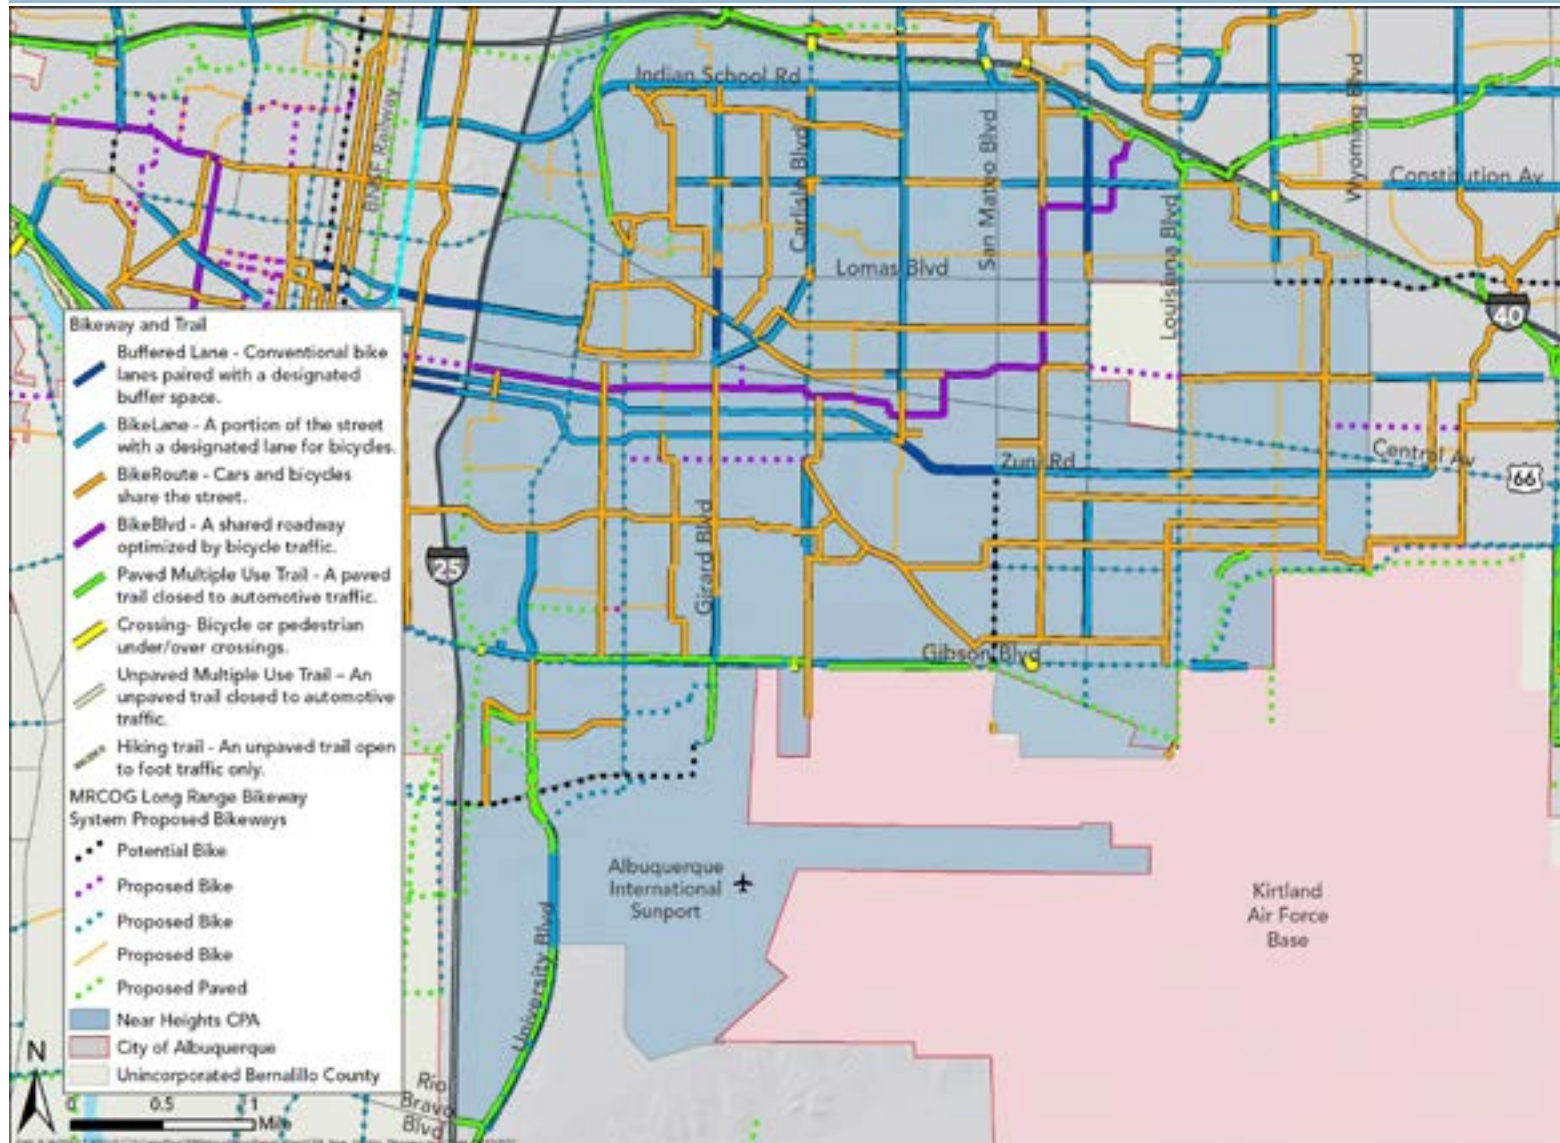 Indian School Rd
BNSF Railway
Carlisle Blvd
San Mateo Blvd
Louisiana Blvd
Wyoming Blvd
Constitution Av
Lomas Blvd
40
Bikeway and Trail
Buffered Lane - Conventional bike
lanes paired with a designated
buffer space.
BikeLane - A portion of the street
with a designated lane for bicycles.
BikeRoute - Cars and bicycles
share the street.
BikeBlvd - A shared roadway
optimized by bicycle traffic.
Paved Multiple Use Trail - A paved
trail closed to automotive traffic.
Crossing- Bicycle or pedestrian
under/over crossings.
Unpaved Multiple Use Trail – An
unpaved trail closed to automotive
traffic.
Hiking trail - An unpaved trail open
to foot traffic only.
MRCOG Long Range Bikeway
System Proposed Bikeways
Potential Bike
Proposed Bike
Proposed Bike
Proposed Bike
Proposed Paved
Near Heights CPA
City of Albuquerque
Unincorporated Bernalillo County
Zuni Rd
Central Av
66
25
Girard Blvd
Gibson Blvd
Albuquerque
International
Sunport
Kirtland
Air Force
Base
University Blvd
Rio
Bravo
Blvd
N
0 0.5 1
Mile